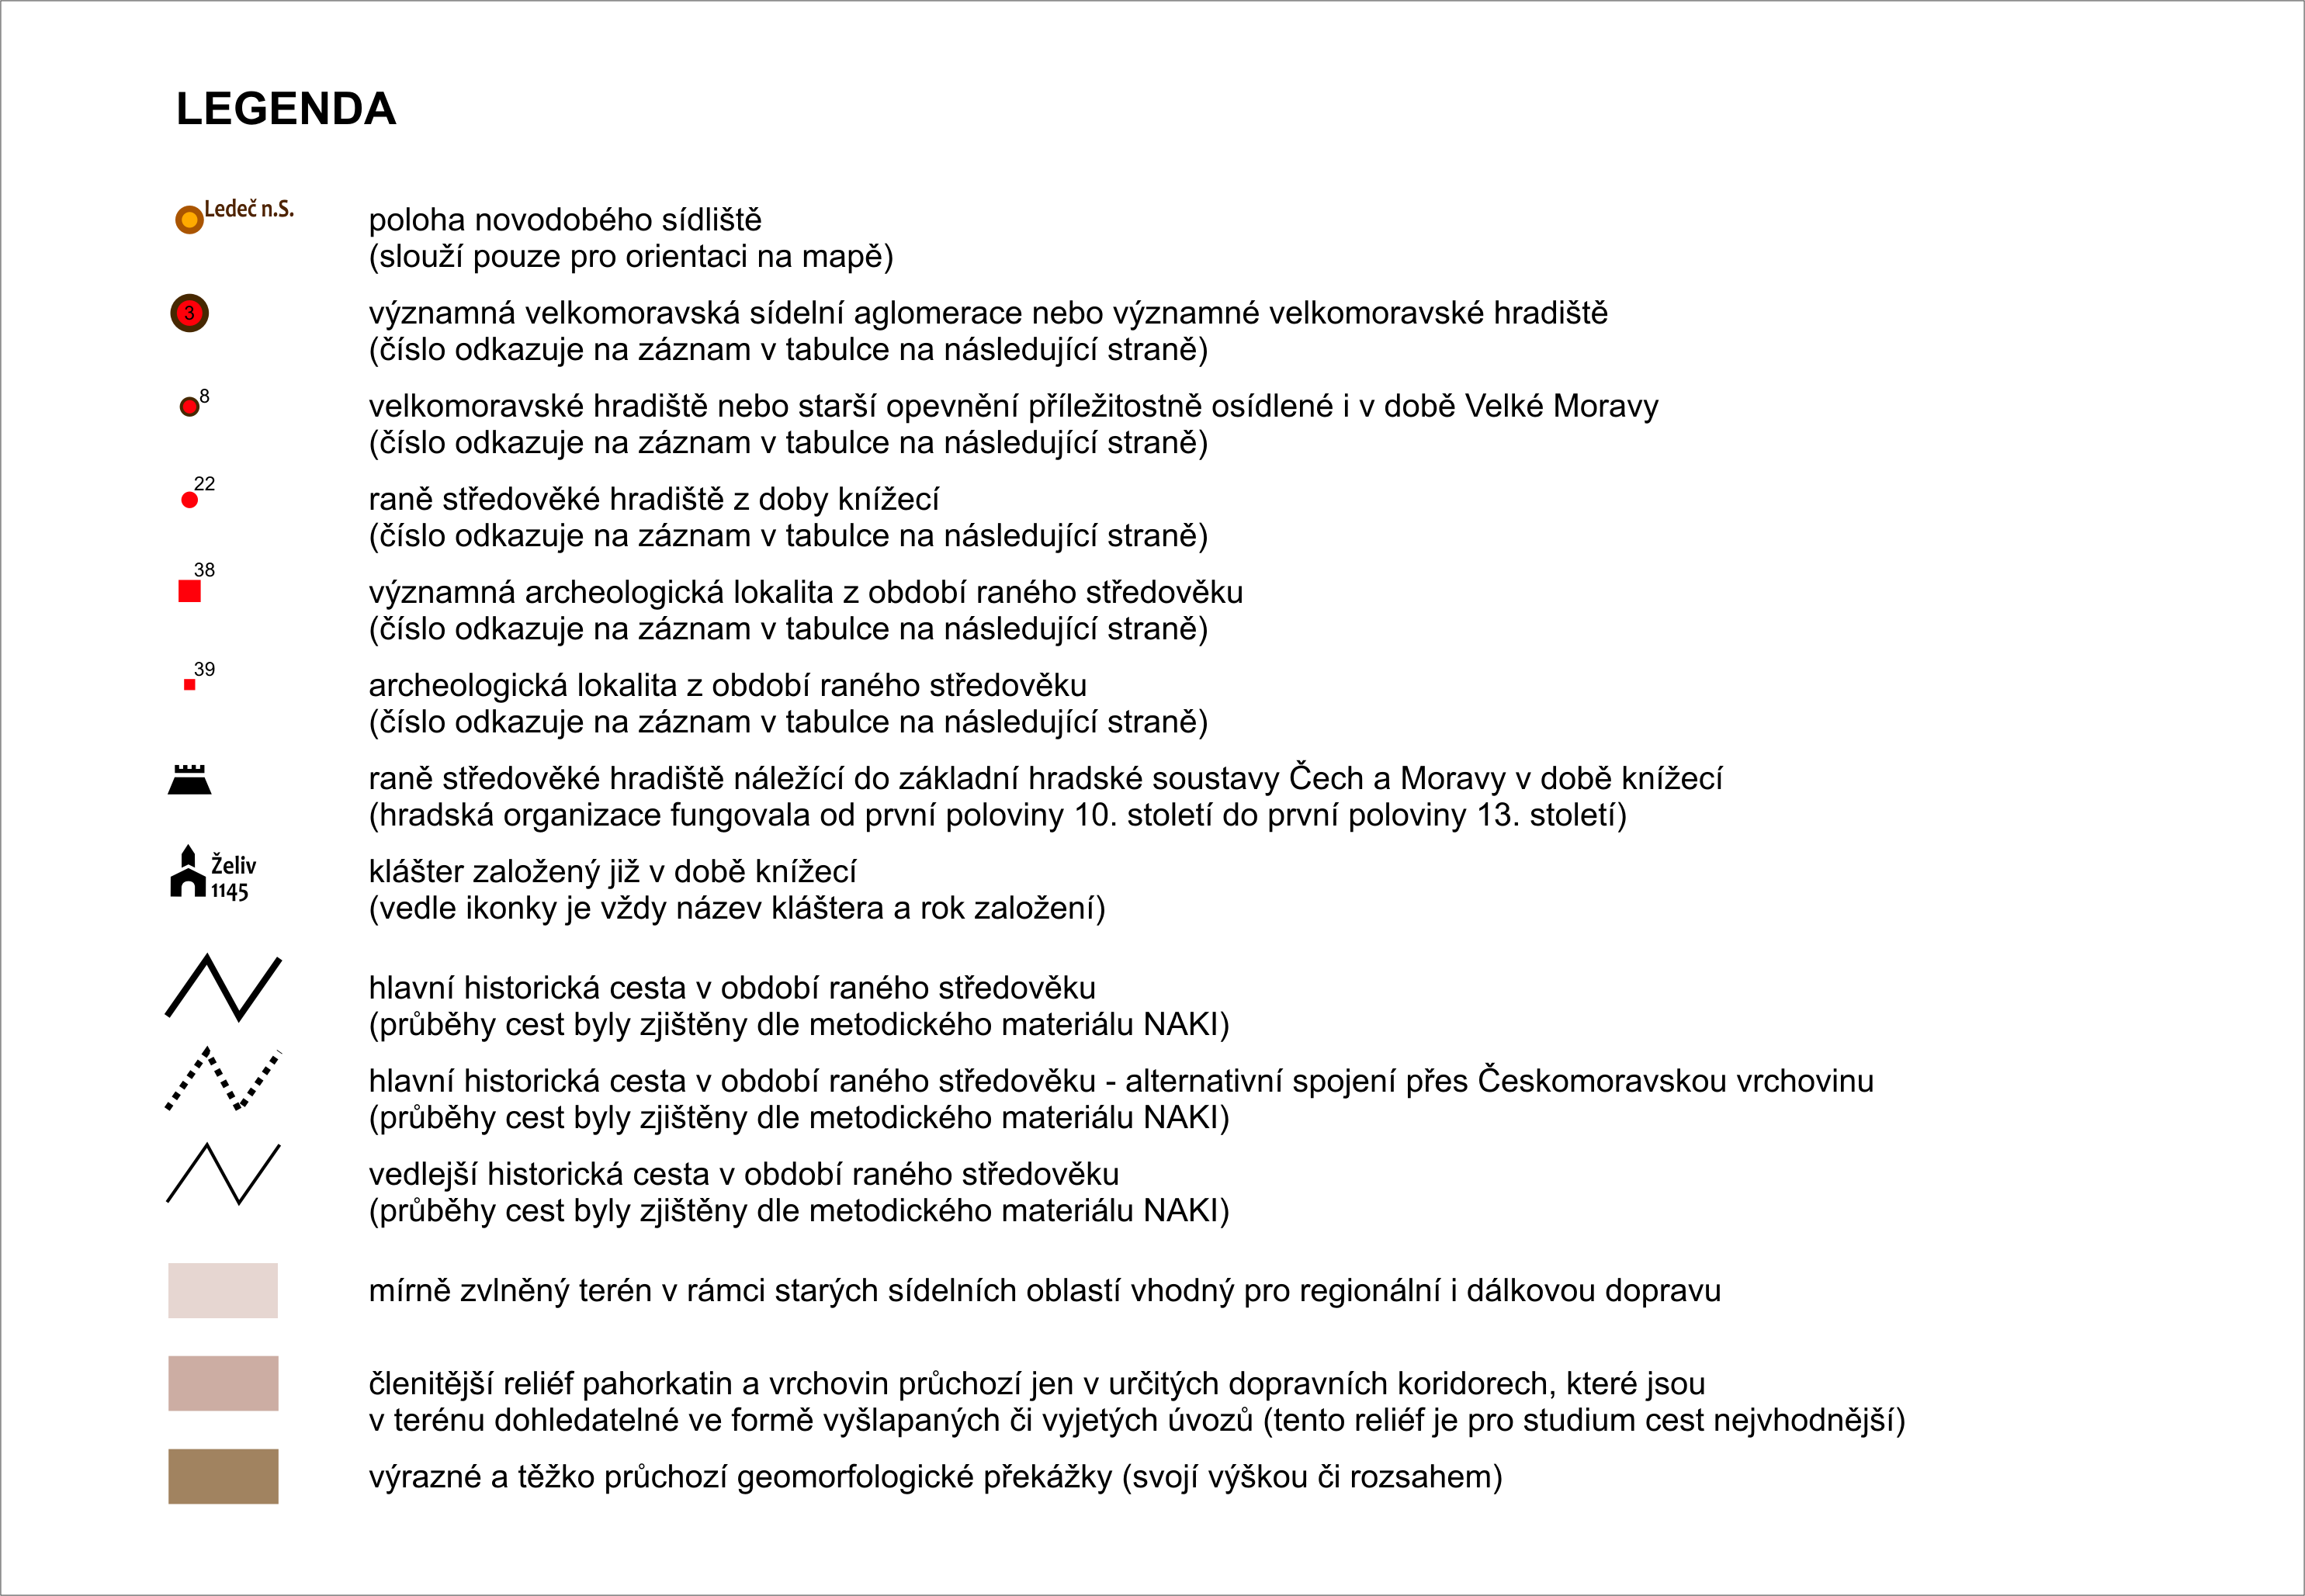 LEGENDA
Ledeč n.S.
poloha novodobého sídliště
(slouží pouze pro orientaci na mapě)
3
významná velkomoravská sídelní aglomerace nebo významné velkomoravské hradiště
(číslo odkazuje na záznam v tabulce na následující straně)
8
velkomoravské hradiště nebo starší opevnění příležitostně osídlené i v době Velké Moravy
(číslo odkazuje na záznam v tabulce na následující straně)
22
raně středověké hradiště z doby knížecí
(číslo odkazuje na záznam v tabulce na následující straně)
38
významná archeologická lokalita z období raného středověku
(číslo odkazuje na záznam v tabulce na následující straně)
39
archeologická lokalita z období raného středověku
(číslo odkazuje na záznam v tabulce na následující straně)
raně středověké hradiště náležící do základní hradské soustavy Čech a Moravy v době knížecí
(hradská organizace fungovala od první poloviny 10. století do první poloviny 13. století)
Želiv
1145
klášter založený již v době knížecí
(vedle ikonky je vždy název kláštera a rok založení)
hlavní historická cesta v období raného středověku
(průběhy cest byly zjištěny dle metodického materiálu NAKI)
hlavní historická cesta v období raného středověku - alternativní spojení přes Českomoravskou vrchovinu
(průběhy cest byly zjištěny dle metodického materiálu NAKI)
vedlejší historická cesta v období raného středověku
(průběhy cest byly zjištěny dle metodického materiálu NAKI)
mírně zvlněný terén v rámci starých sídelních oblastí vhodný pro regionální i dálkovou dopravu
členitější reliéf pahorkatin a vrchovin průchozí jen v určitých dopravních koridorech, které jsou
v terénu dohledatelné ve formě vyšlapaných či vyjetých úvozů (tento reliéf je pro studium cest nejvhodnější)
výrazné a těžko průchozí geomorfologické překážky (svojí výškou či rozsahem)